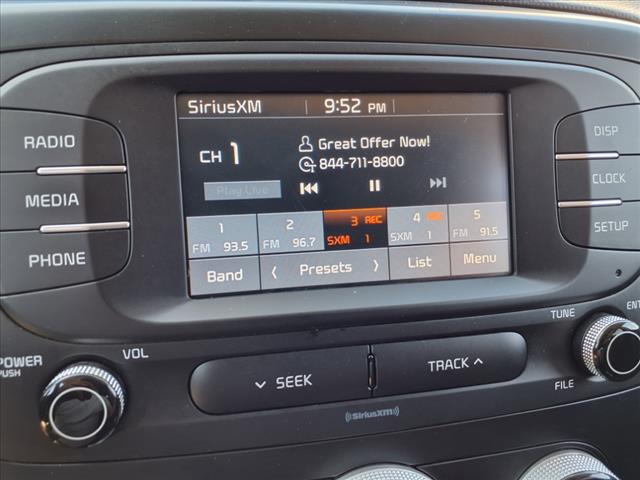 SiriusXM 9:52 PM
RADIO
MEDIA
PHONE
CH 1
Great Offer Now!
844-711-8800
Play Live
1 FM 93.5
2 FM 96.7
3 REC SXM 1
4 REC SXM 1
5 FM 91.5
Band Presets List Menu
DISP
CLOCK
SETUP
POWER PUSH
VOL
SEEK
TRACK
TUNE
ENT
FILE
SiriusXM